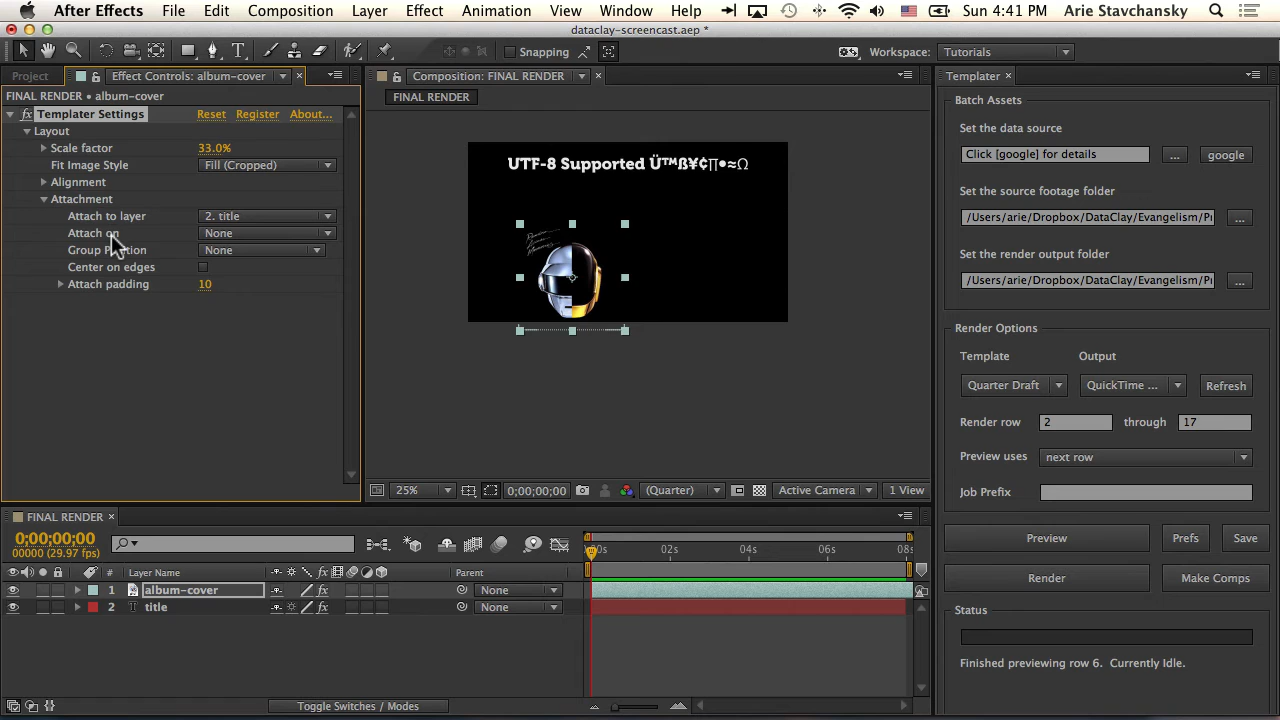 After Effects File Edit Composition Layer Effect Animation View Window Help Sun 4:41 PM Arie Stavchansky
dataclay-screencast.aep *
Snapping Workspace: Tutorials
Project Effect Controls: album-cover
FINAL RENDER • album-cover
fx Templater Settings Reset Register About...
Layout
Scale factor 33.0%
Fit Image Style Fill (Cropped)
Alignment
Attachment
Attach to layer 2. title
Attach on None
Group Position None
Center on edges
Attach padding 10
Composition: FINAL RENDER
FINAL RENDER
UTF-8 Supported Ü™ß¥¢∏•≈Ω
25% 0;00;00;00 (Quarter) Active Camera 1 View
Templater
Batch Assets
Set the data source
Click [google] for details ... google
Set the source footage folder
/Users/arie/Dropbox/DataClay/Evangelism/Pr ...
Set the render output folder
/Users/arie/Dropbox/DataClay/Evangelism/Pr ...
Render Options
Template Output
Quarter Draft QuickTime ... Refresh
Render row 2 through 17
Preview uses next row
Job Prefix
Preview Prefs Save
Render Make Comps
Status
Finished previewing row 6. Currently Idle.
FINAL RENDER
0;00;00;00
00000 (29.97 fps)
02s 04s 06s 08s
# Layer Name fx Parent
1 album-cover fx None
2 T title fx None
Toggle Switches / Modes